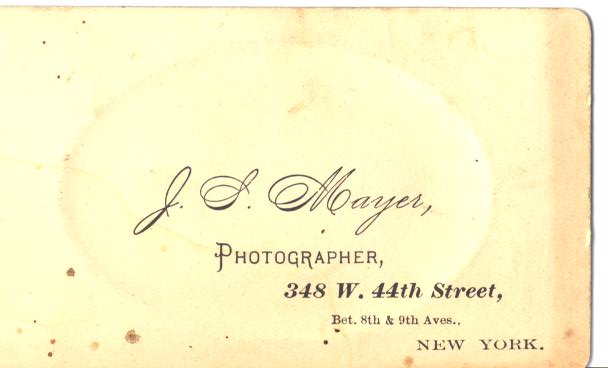 J. S. Mayer,
PHOTOGRAPHER,
348 W. 44th Street,
Bet. 8th & 9th Aves.,
NEW YORK.